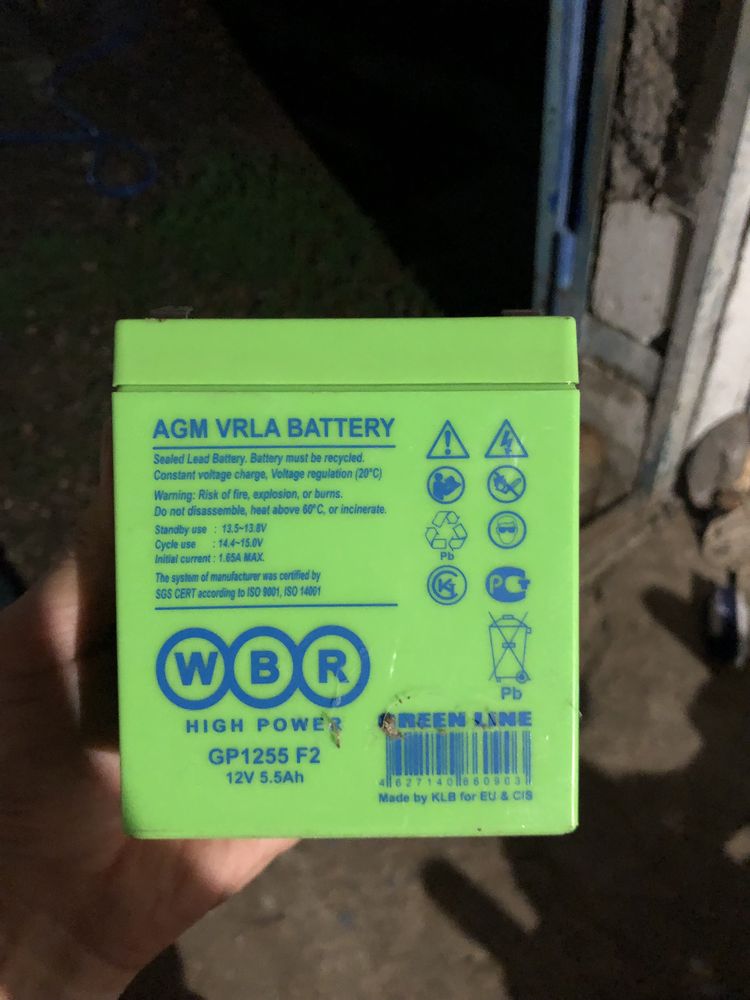 AGM VRLA BATTERY
Sealed Lead Battery. Battery must be recycled.
Constant voltage charge, Voltage regulation (20°C)
Warning: Risk of fire, explosion, or burns.
Do not disassemble, heat above 60°C, or incinerate.
Standby use : 13.5~13.8V
Cycle use : 14.4~15.0V
Initial current : 1.65A MAX.
The system of manufacturer was certified by
SGS CERT according to ISO 9001, ISO 14001
Pb
Pb
WBR
HIGH POWER
GP1255 F2
12V 5.5Ah
GREEN LINE
4 627140 860903
Made by KLB for EU & CIS